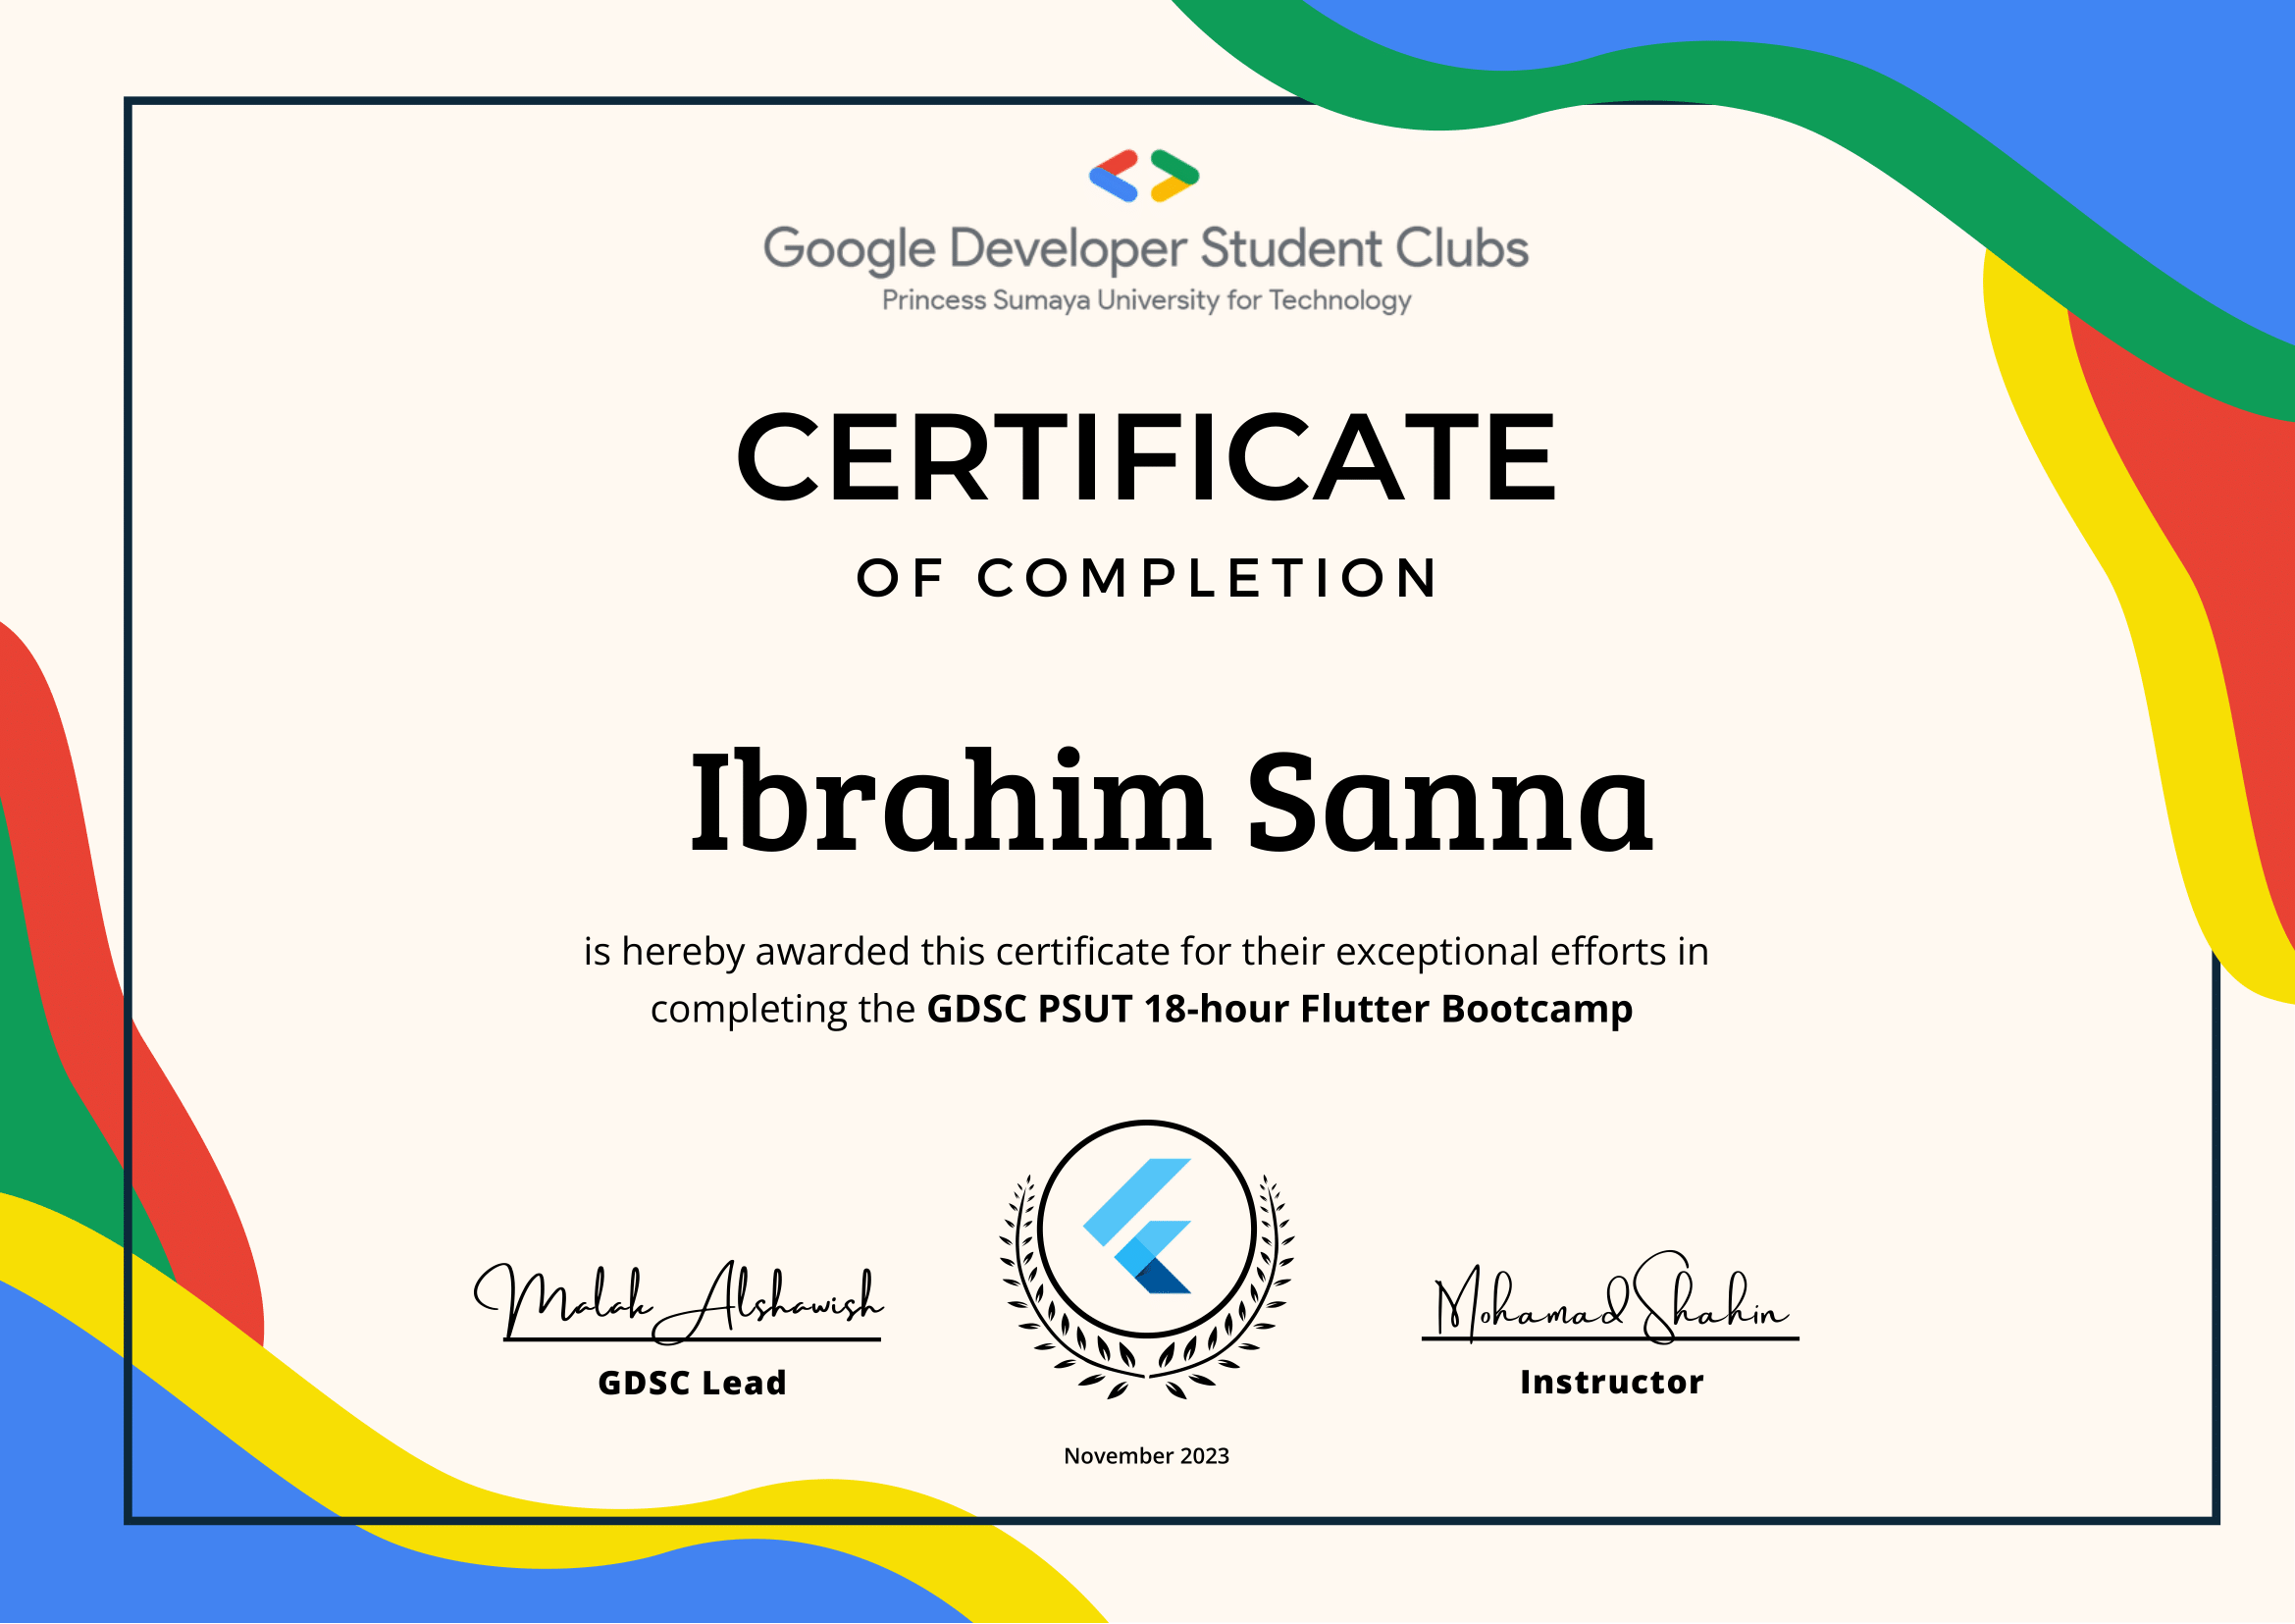 Google Developer Student Clubs
Princess Sumaya University for Technology
CERTIFICATE
OF COMPLETION
Ibrahim Sanna
is hereby awarded this certificate for their exceptional efforts in
completing the GDSC PSUT 18-hour Flutter Bootcamp
Malak Alshawish
GDSC Lead
Mohamad Shahin
Instructor
November 2023